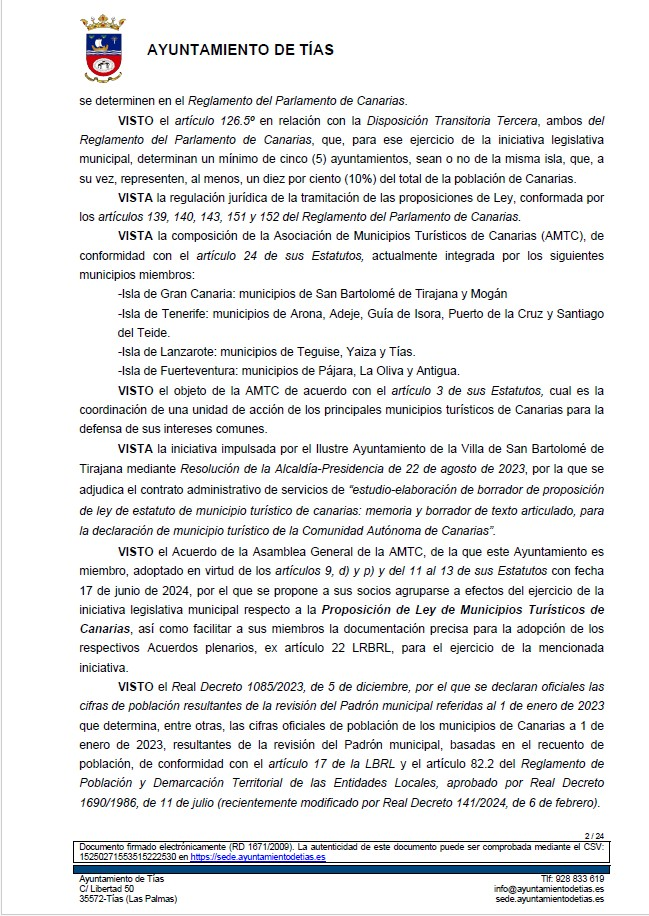 AYUNTAMIENTO DE TÍAS
se determinen en el Reglamento del Parlamento de Canarias.
VISTO el artículo 126.5º en relación con la Disposición Transitoria Tercera, ambos del
Reglamento del Parlamento de Canarias, que, para ese ejercicio de la iniciativa legislativa
municipal, determinan un mínimo de cinco (5) ayuntamientos, sean o no de la misma isla, que, a
su vez, representen, al menos, un diez por ciento (10%) del total de la población de Canarias.
VISTA la regulación jurídica de la tramitación de las proposiciones de Ley, conformada por
los artículos 139, 140, 143, 151 y 152 del Reglamento del Parlamento de Canarias.
VISTA la composición de la Asociación de Municipios Turísticos de Canarias (AMTC), de
conformidad con el artículo 24 de sus Estatutos, actualmente integrada por los siguientes
municipios miembros:
-Isla de Gran Canaria: municipios de San Bartolomé de Tirajana y Mogán
-Isla de Tenerife: municipios de Arona, Adeje, Guía de Isora, Puerto de la Cruz y Santiago
del Teide.
-Isla de Lanzarote: municipios de Teguise, Yaiza y Tías.
-Isla de Fuerteventura: municipios de Pájara, La Oliva y Antigua.
VISTO el objeto de la AMTC de acuerdo con el artículo 3 de sus Estatutos, cual es la
coordinación de una unidad de acción de los principales municipios turísticos de Canarias para la
defensa de sus intereses comunes.
VISTA la iniciativa impulsada por el Ilustre Ayuntamiento de la Villa de San Bartolomé de
Tirajana mediante Resolución de la Alcaldía-Presidencia de 22 de agosto de 2023, por la que se
adjudica el contrato administrativo de servicios de “estudio-elaboración de borrador de proposición
de ley de estatuto de municipio turístico de canarias: memoria y borrador de texto articulado, para
la declaración de municipio turístico de la Comunidad Autónoma de Canarias”.
VISTO el Acuerdo de la Asamblea General de la AMTC, de la que este Ayuntamiento es
miembro, adoptado en virtud de los artículos 9, d) y p) y del 11 al 13 de sus Estatutos con fecha
17 de junio de 2024, por el que se propone a sus socios agruparse a efectos del ejercicio de la
iniciativa legislativa municipal respecto a la Proposición de Ley de Municipios Turísticos de
Canarias, así como facilitar a sus miembros la documentación precisa para la adopción de los
respectivos Acuerdos plenarios, ex artículo 22 LRBRL, para el ejercicio de la mencionada
iniciativa.
VISTO el Real Decreto 1085/2023, de 5 de diciembre, por el que se declaran oficiales las
cifras de población resultantes de la revisión del Padrón municipal referidas al 1 de enero de 2023
que determina, entre otras, las cifras oficiales de población de los municipios de Canarias a 1 de
enero de 2023, resultantes de la revisión del Padrón municipal, basadas en el recuento de
población, de conformidad con el artículo 17 de la LBRL y el artículo 82.2 del Reglamento de
Población y Demarcación Territorial de las Entidades Locales, aprobado por Real Decreto
1690/1986, de 11 de julio (recientemente modificado por Real Decreto 141/2024, de 6 de febrero).
2 / 24
Documento firmado electrónicamente (RD 1671/2009). La autenticidad de este documento puede ser comprobada mediante el CSV:
15250271553515222530 en https://sede.ayuntamientodetias.es
Ayuntamiento de Tías
Tlf: 928 833 619
C/ Libertad 50
info@ayuntamientodetias.es
35572-Tías (Las Palmas)
sede.ayuntamientodetias.es